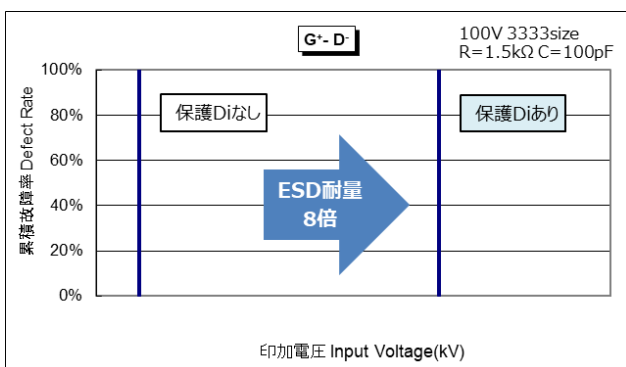 G⁺- D⁻
100V 3333size
R=1.5kΩ C=100pF
100%
80%
60%
40%
20%
0%
累積故障率 Defect Rate
保護Diなし
保護Diあり
ESD耐量
8倍
印加電圧 Input Voltage(kV)